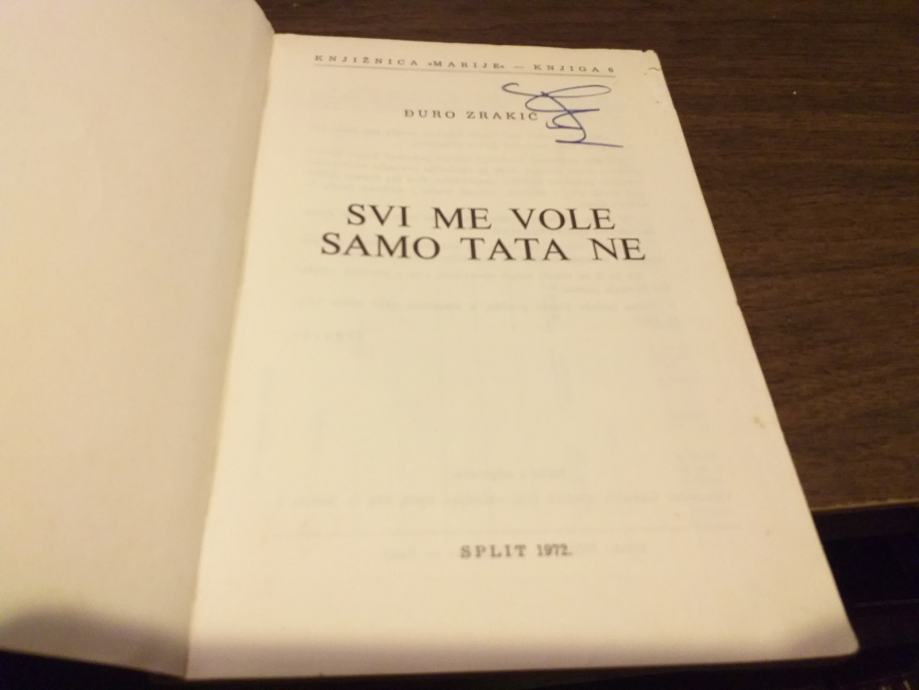 KNJIŽNICA »MARIJE« — KNJIGA 6
ĐURO ZRAKIĆ
SVI ME VOLE
SAMO TATA NE
SPLIT 1972.